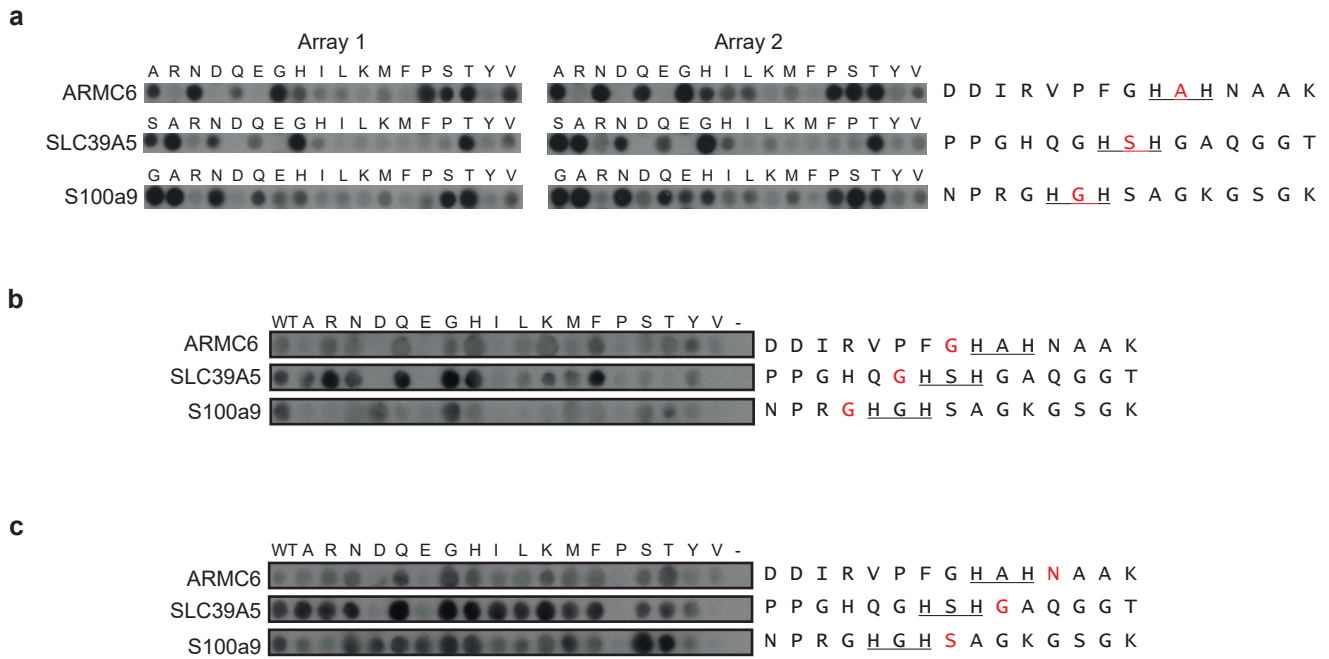 a
Array 1
Array 2
A R N D Q E G H I L K M F P S T Y V
A R N D Q E G H I L K M F P S T Y V
ARMC6
D D I R V P F G H A H N A A K
S A R N D Q E G H I L K M F P T Y V
S A R N D Q E G H I L K M F P T Y V
SLC39A5
P P G H Q G H S H G A Q G G T
G A R N D Q E H I L K M F P S T Y V
G A R N D Q E H I L K M F P S T Y V
S100a9
N P R G H G H S A G K G S G K
b
WT A R N D Q E G H I L K M F P S T Y V -
ARMC6
D D I R V P F G H A H N A A K
SLC39A5
P P G H Q G H S H G A Q G G T
S100a9
N P R G H G H S A G K G S G K
c
WT A R N D Q E G H I L K M F P S T Y V -
ARMC6
D D I R V P F G H A H N A A K
SLC39A5
P P G H Q G H S H G A Q G G T
S100a9
N P R G H G H S A G K G S G K